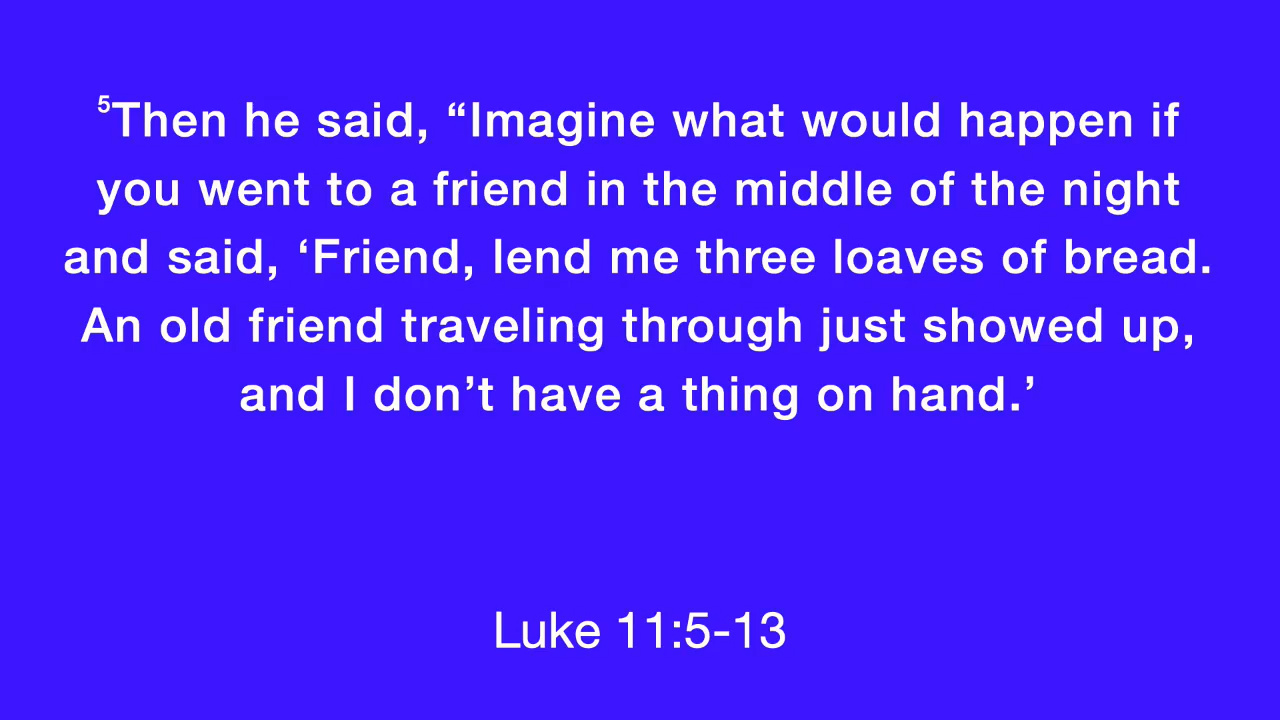 ⁵Then he said, “Imagine what would happen if
you went to a friend in the middle of the night
and said, ‘Friend, lend me three loaves of bread.
An old friend traveling through just showed up,
and I don’t have a thing on hand.’
Luke 11:5-13